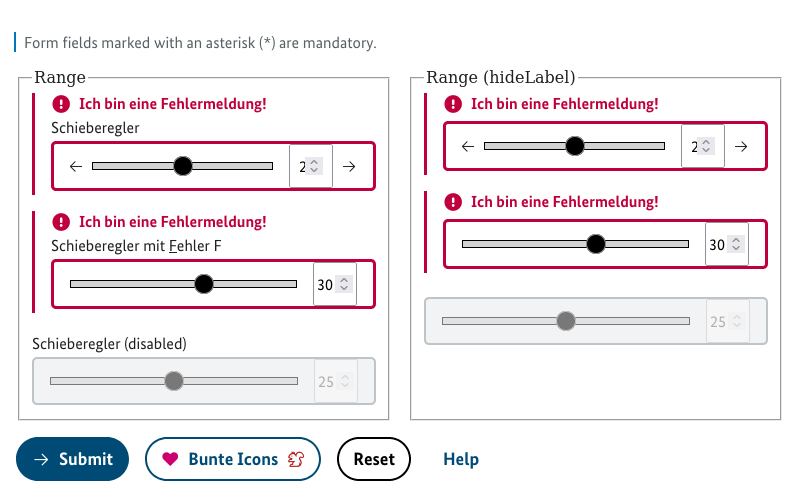 Form fields marked with an asterisk (*) are mandatory.
Range
Ich bin eine Fehlermeldung!
Schieberegler
2
Ich bin eine Fehlermeldung!
Schieberegler mit Fehler F
30
Schieberegler (disabled)
25
Range (hideLabel)
Ich bin eine Fehlermeldung!
2
Ich bin eine Fehlermeldung!
30
25
Submit
Bunte Icons
Reset
Help